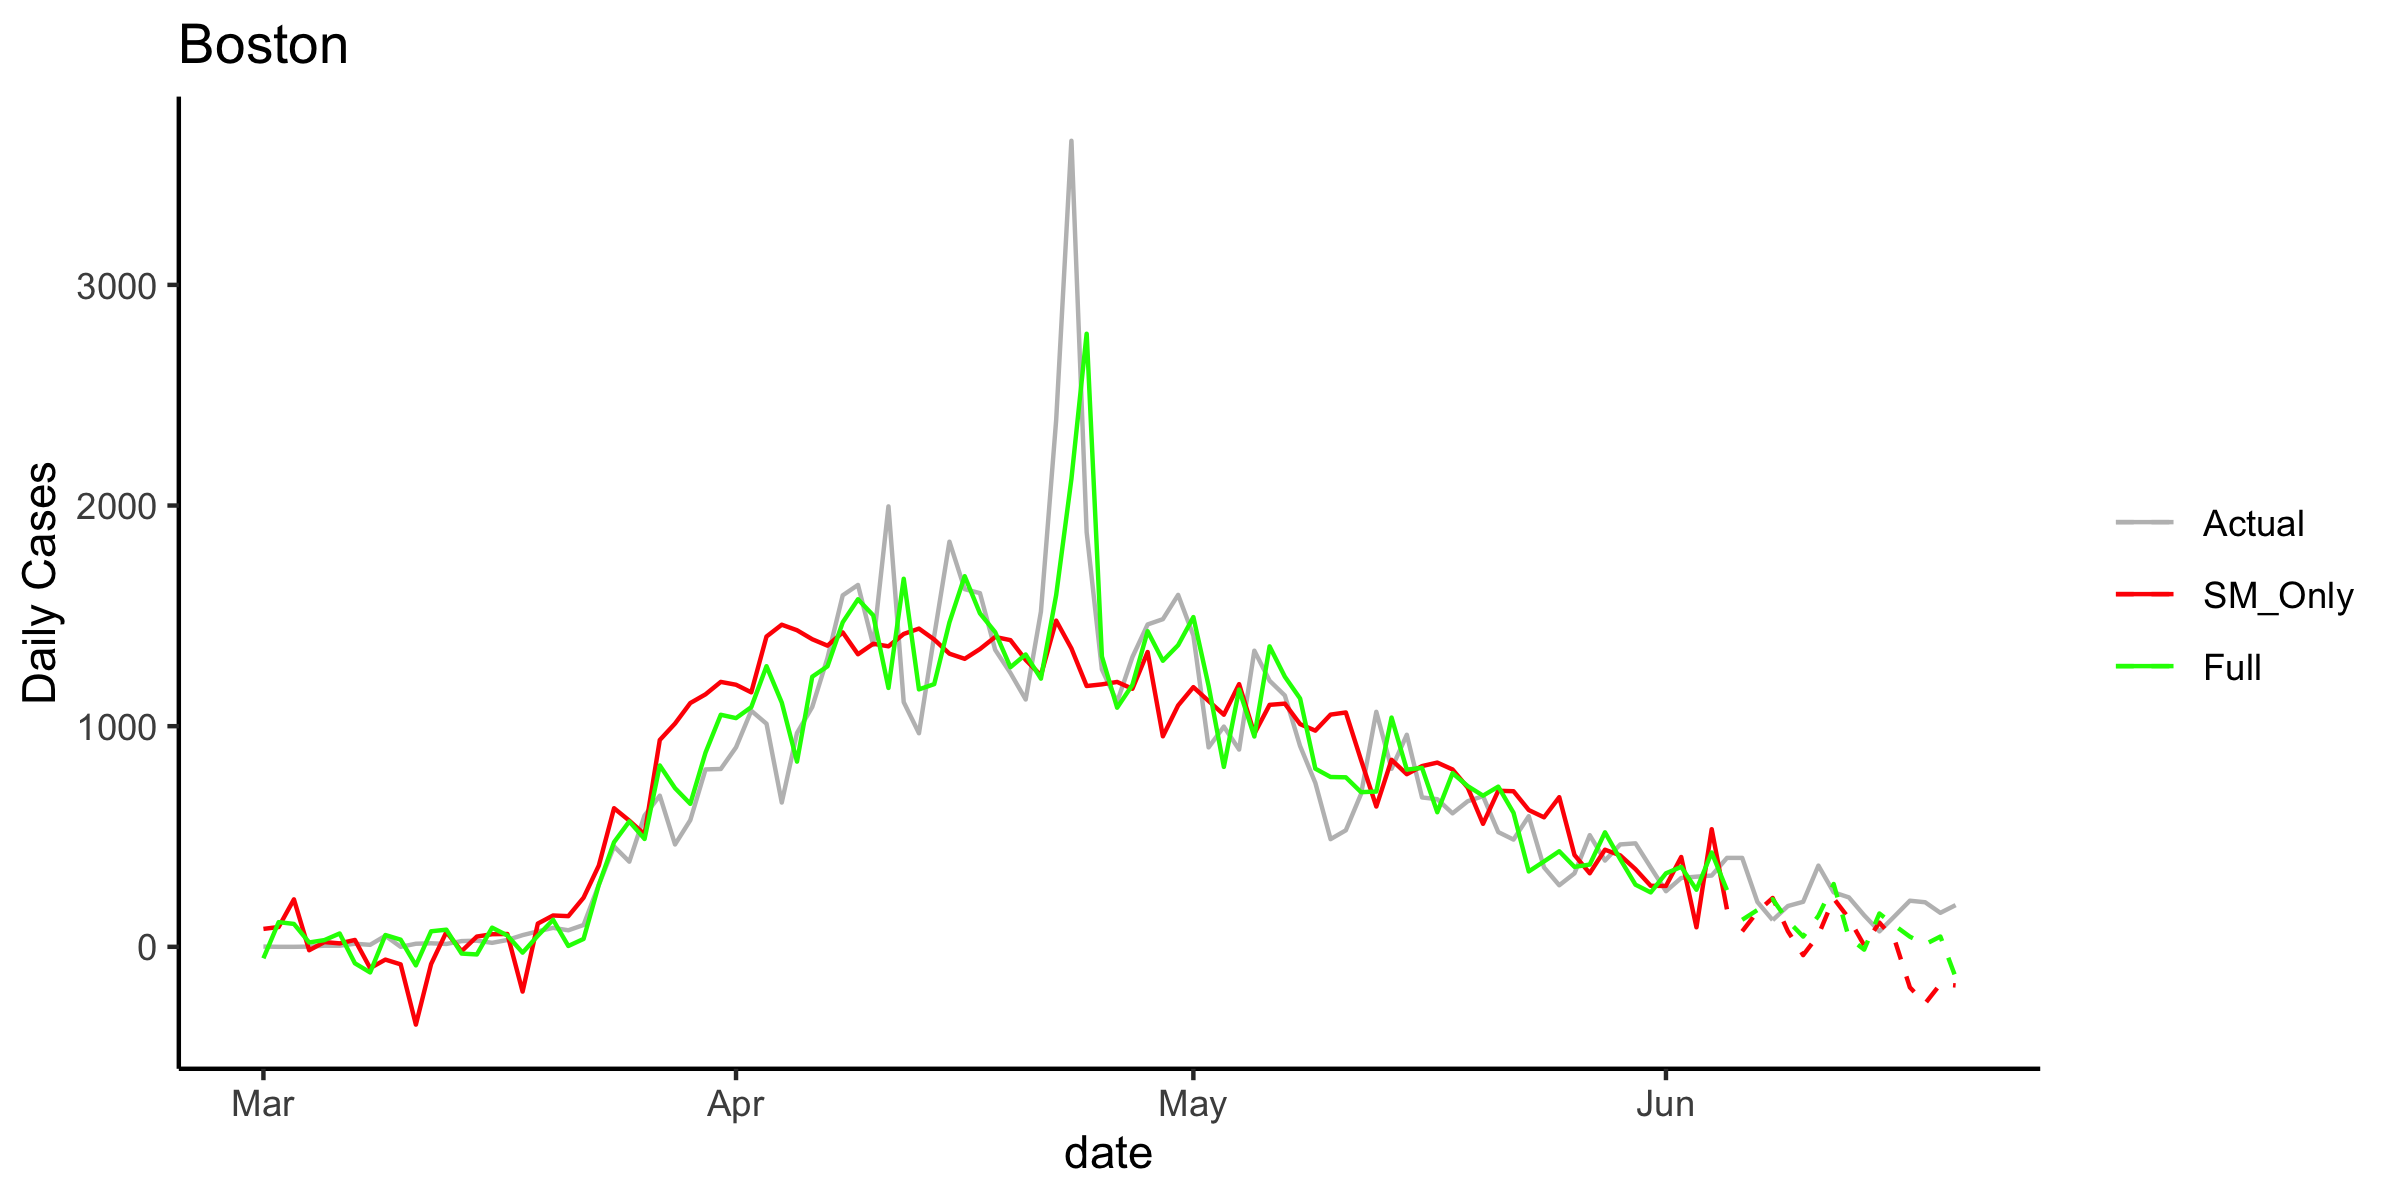 Boston
Daily Cases
3000
2000
1000
0
Mar
Apr
May
Jun
date
Actual
SM_Only
Full